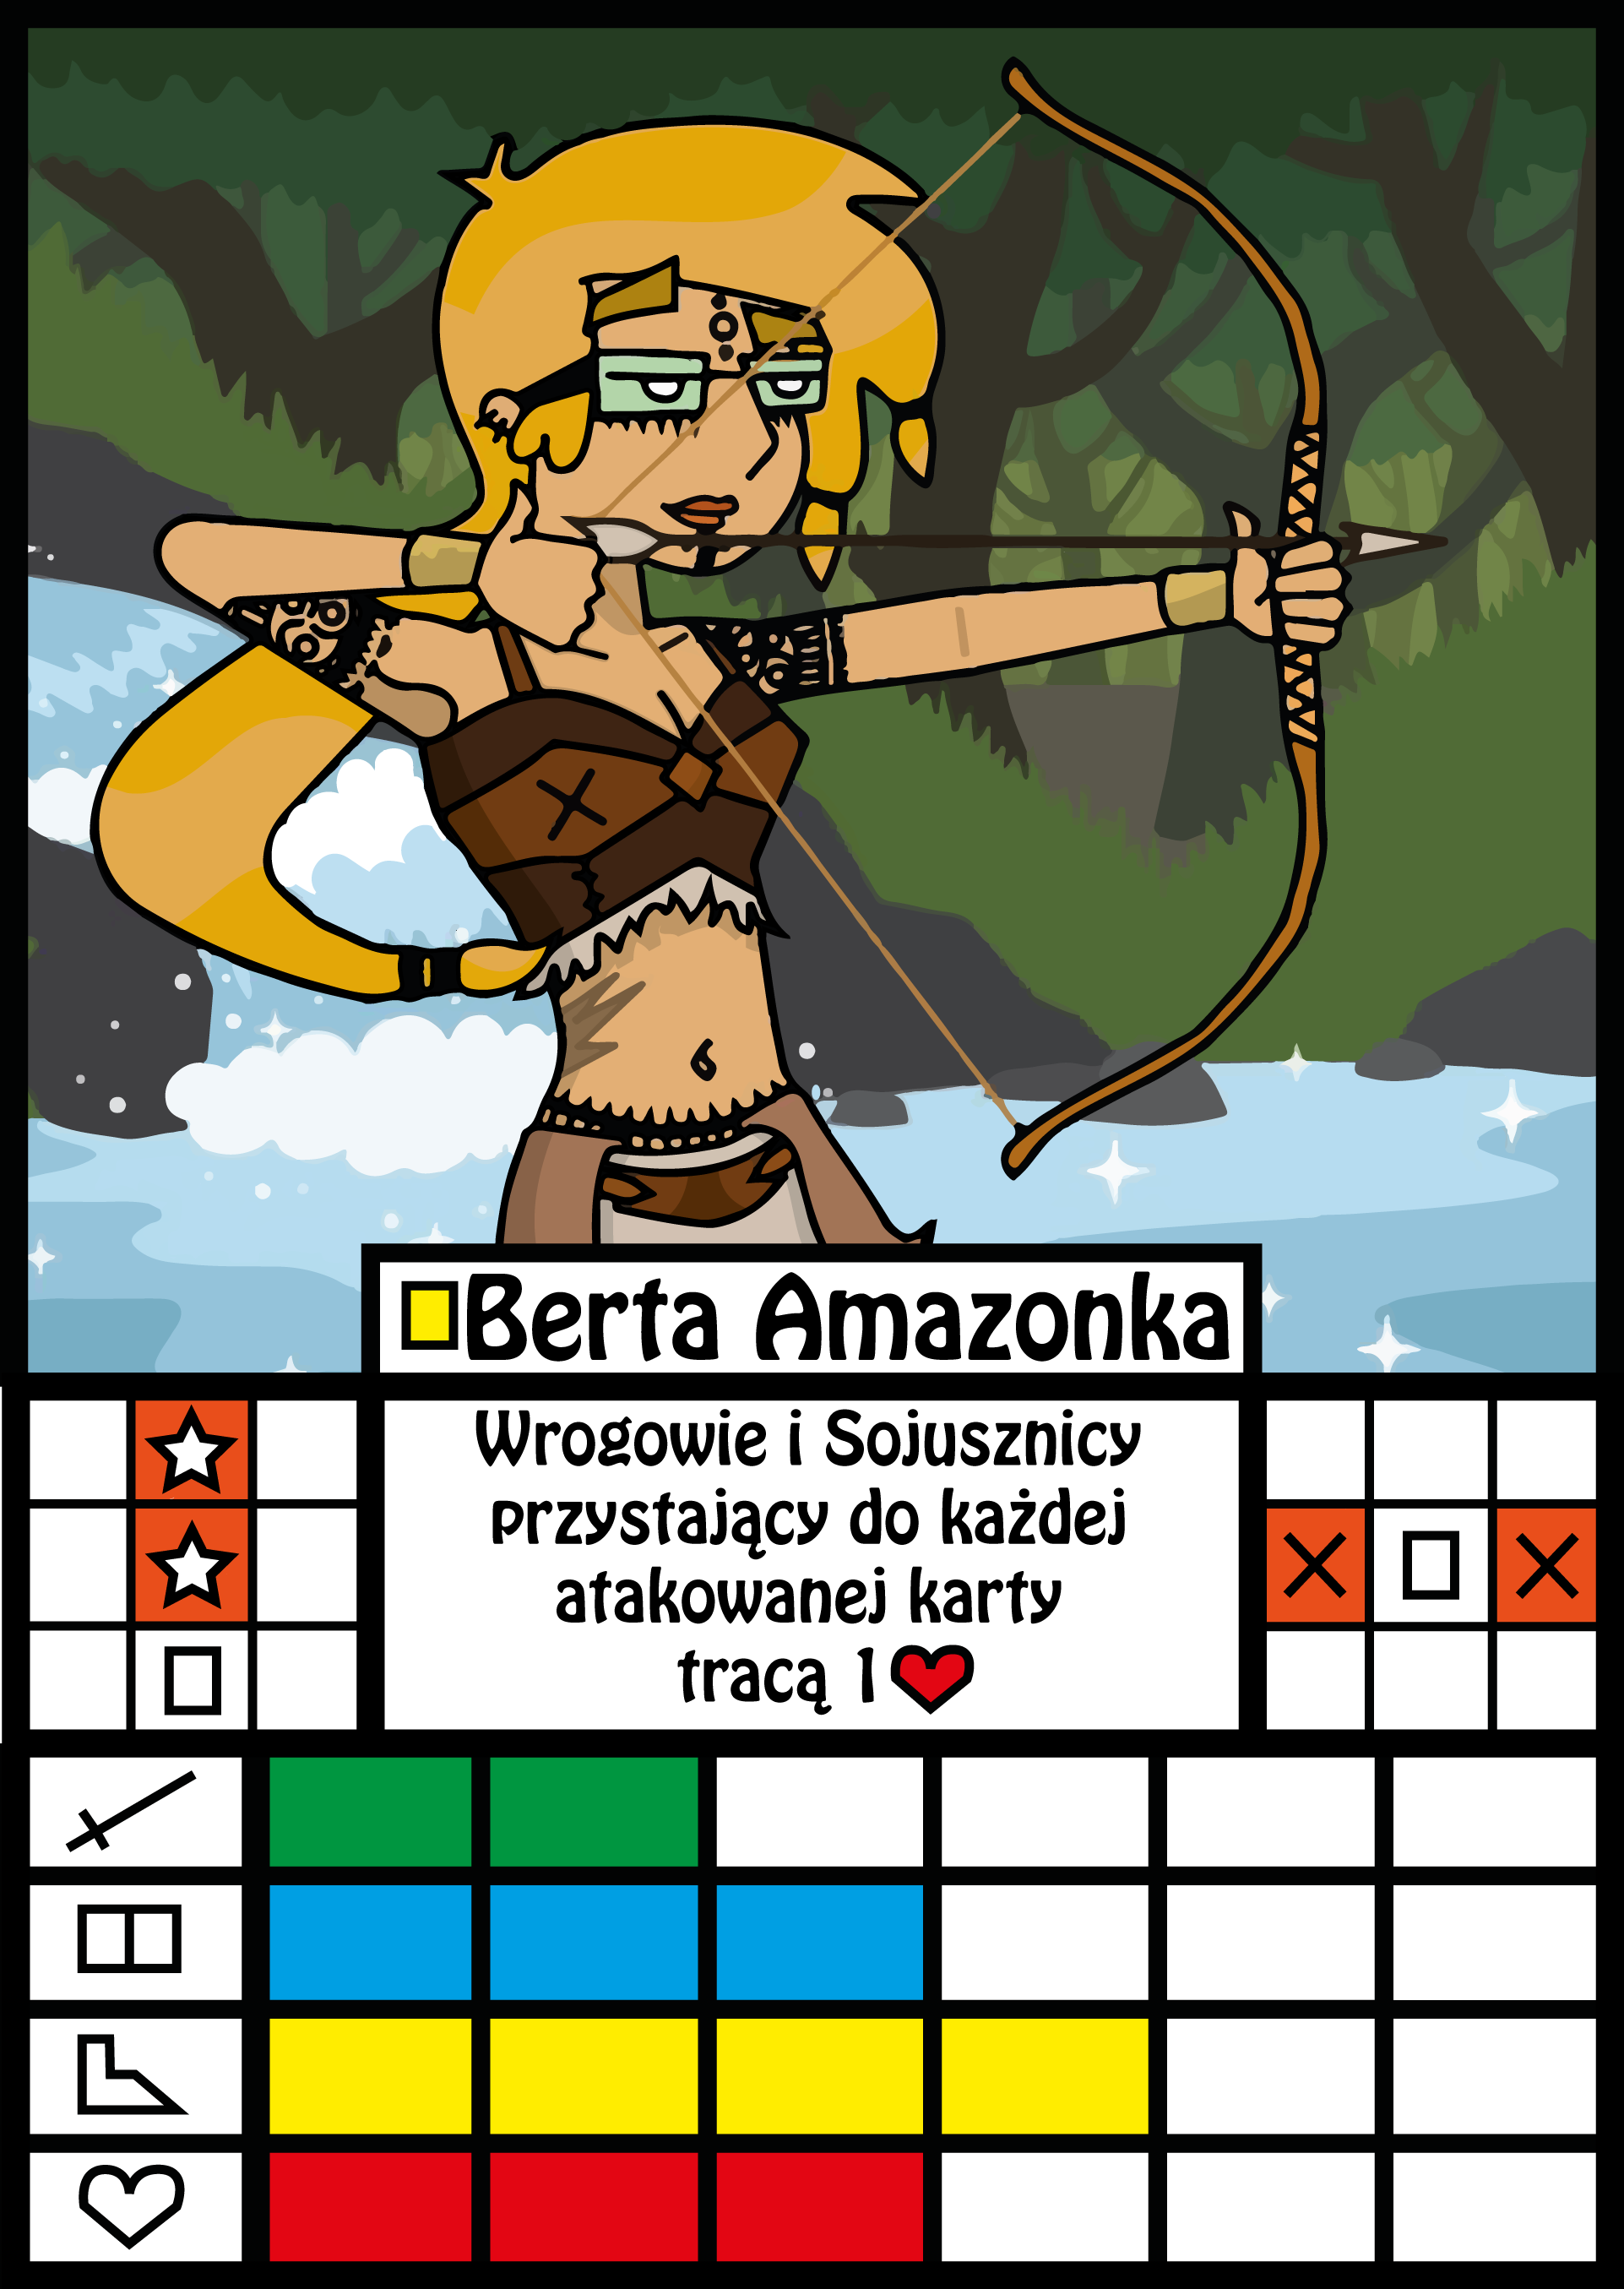 Berta Amazonka
Wrogowie i Sojusznicy
przystający do każdej
atakowanej karty
tracą 1